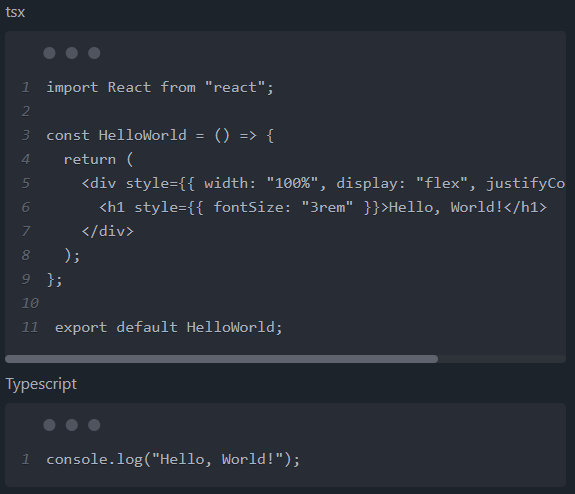 tsx
1 import React from "react";
2
3 const HelloWorld = () => {
4   return (
5     <div style={{ width: "100%", display: "flex", justifyCo
6       <h1 style={{ fontSize: "3rem" }}>Hello, World!</h1>
7     </div>
8   );
9 };
10
11  export default HelloWorld;
Typescript
1 console.log("Hello, World!");